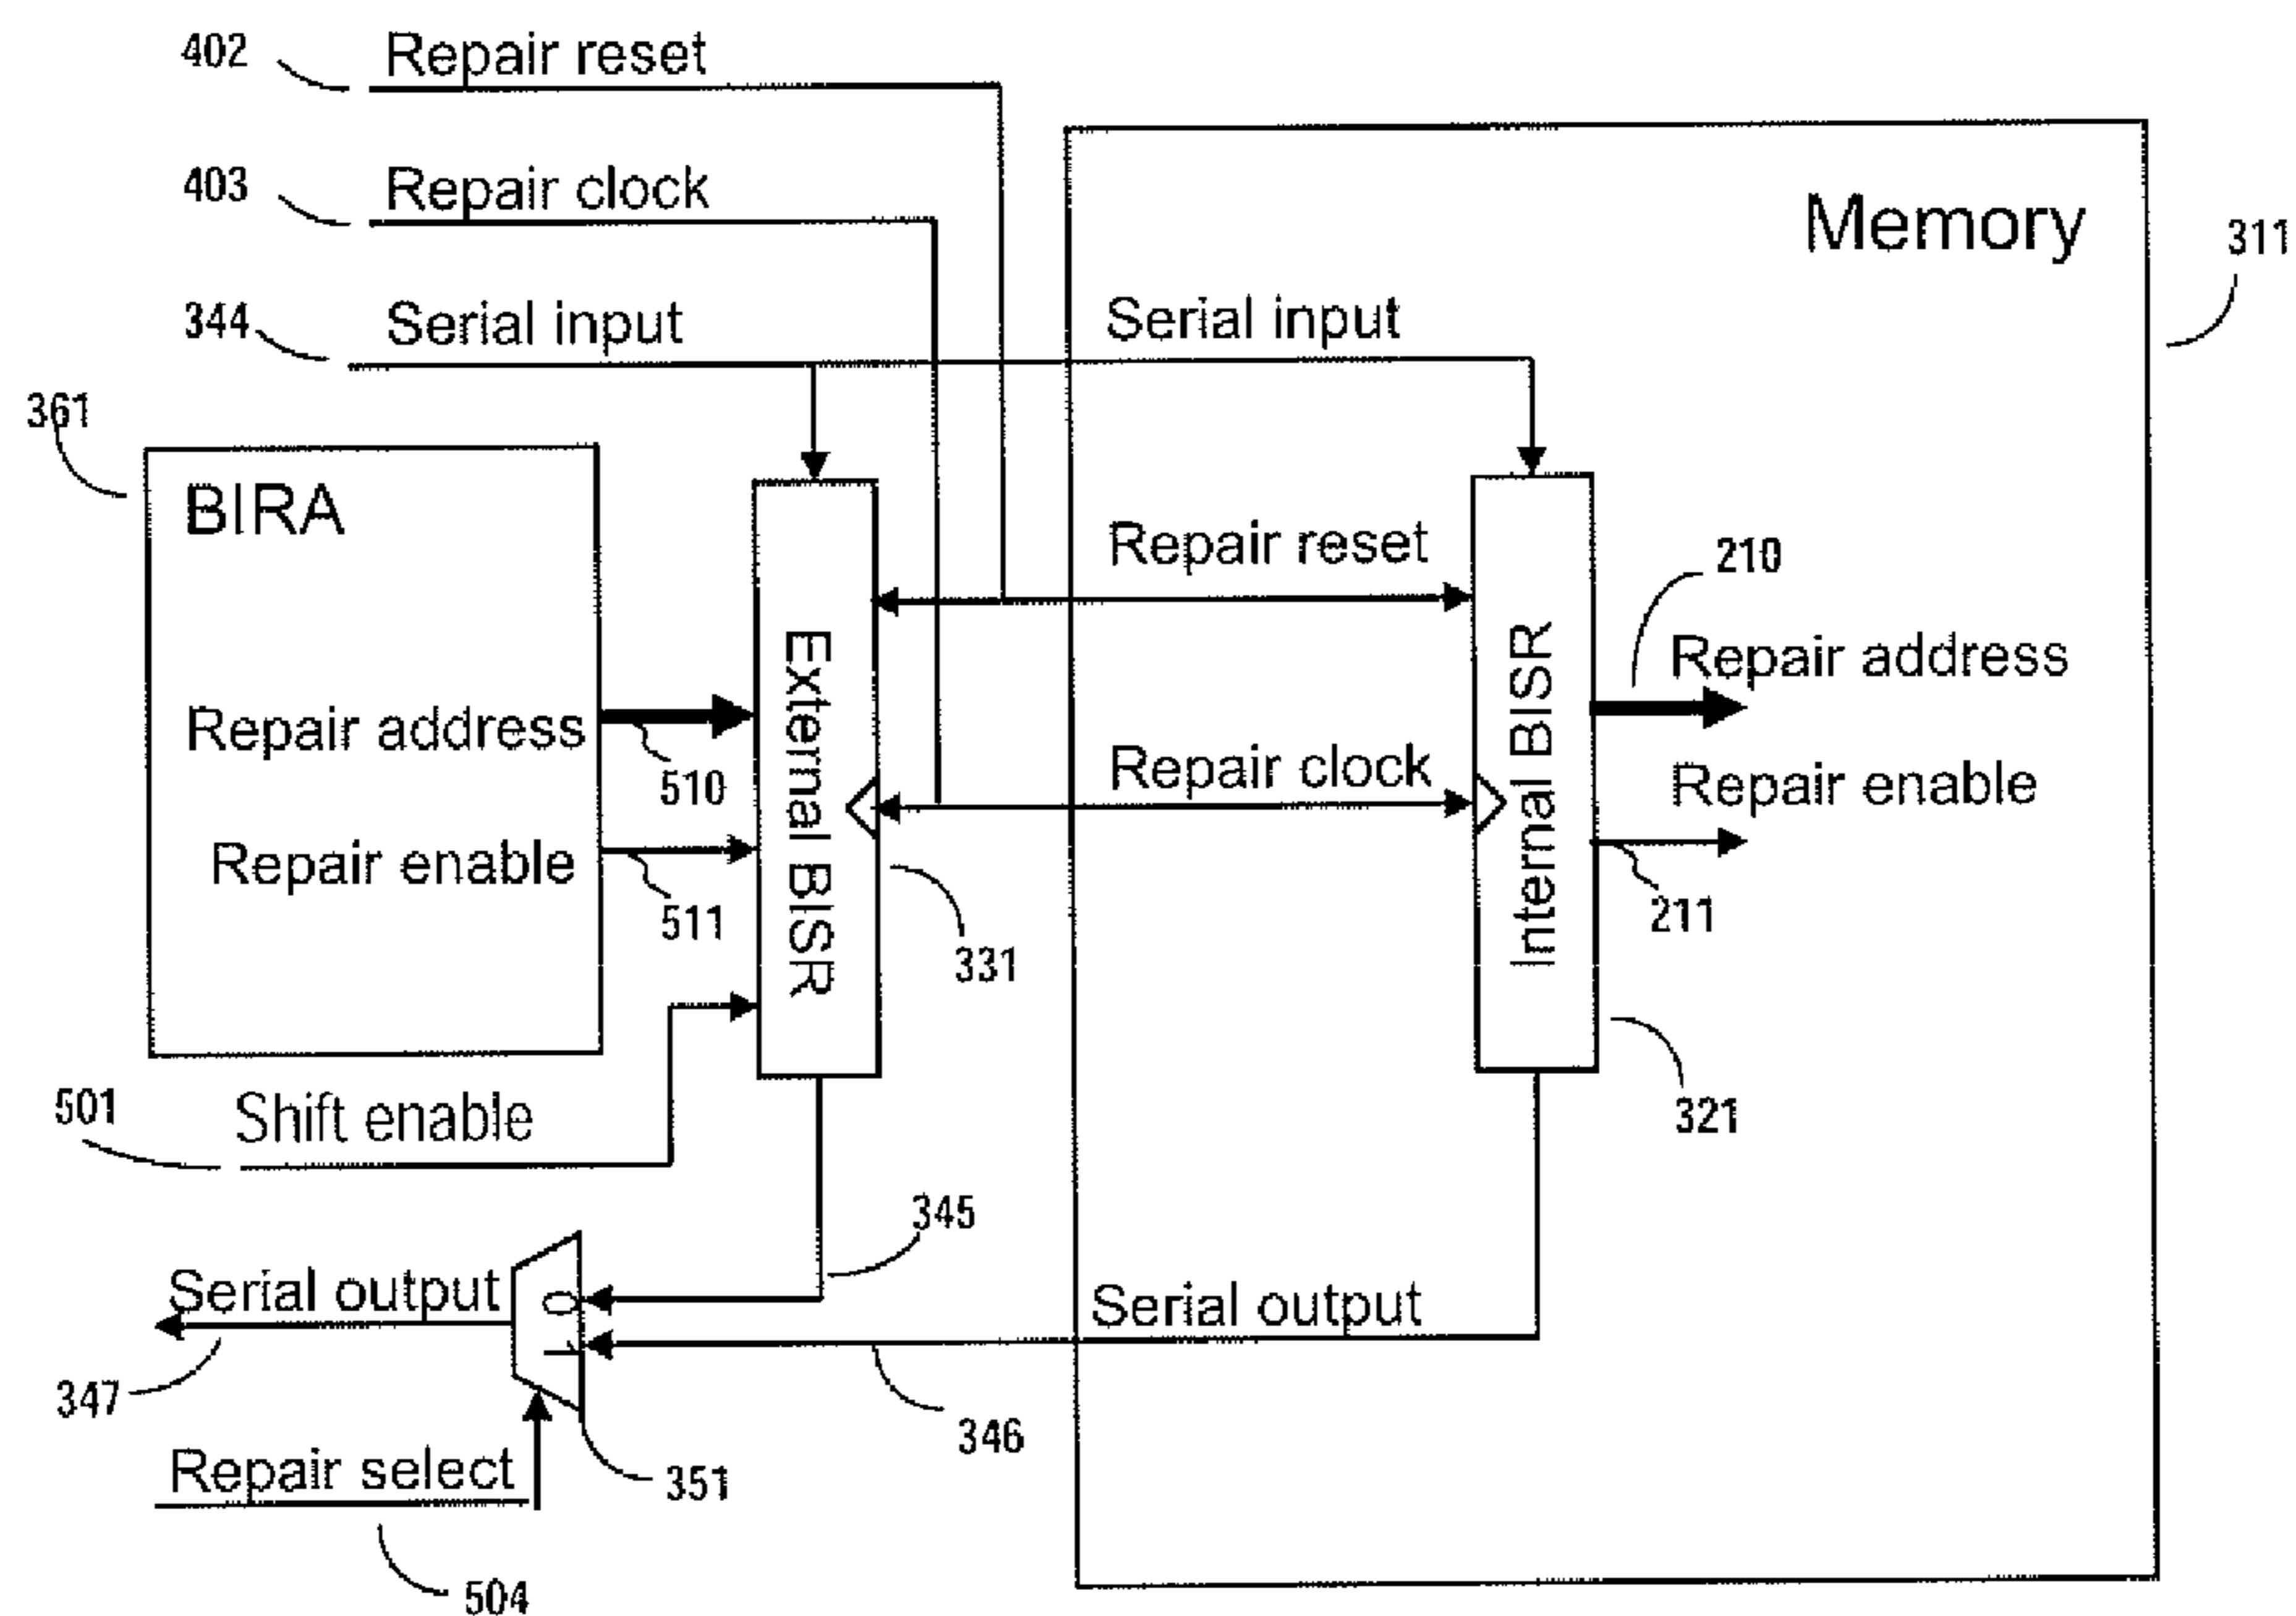 402 Repair reset
403 Repair clock
Memory
311
344 Serial input
Serial input
361
BIRA
Repair reset
210
Repair address
External BISR
Internal BISR
Repair address
510
Repair clock
Repair enable
Repair enable
511
331
211
501 Shift enable
321
345
Serial output
0
1
Serial output
347
346
Repair select
351
504